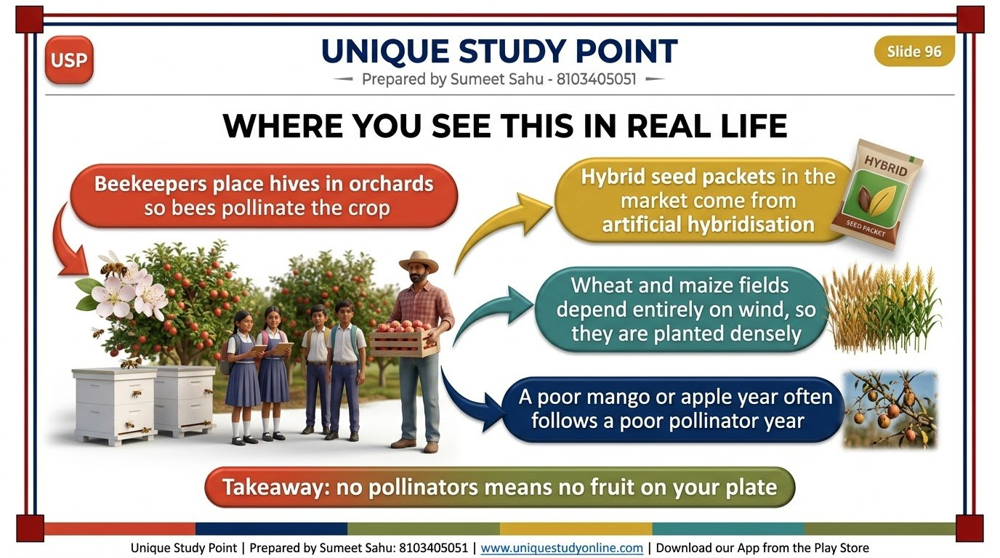 USP
UNIQUE STUDY POINT
Prepared by Sumeet Sahu - 8103405051
Slide 96
WHERE YOU SEE THIS IN REAL LIFE
Beekeepers place hives in orchards
so bees pollinate the crop
Hybrid seed packets in the
market come from
artificial hybridisation
HYBRID
SEED PACKET
Wheat and maize fields
depend entirely on wind, so
they are planted densely
A poor mango or apple year often
follows a poor pollinator year
Takeaway: no pollinators means no fruit on your plate
Unique Study Point | Prepared by Sumeet Sahu: 8103405051 | www.uniquestudyonline.com | Download our App from the Play Store